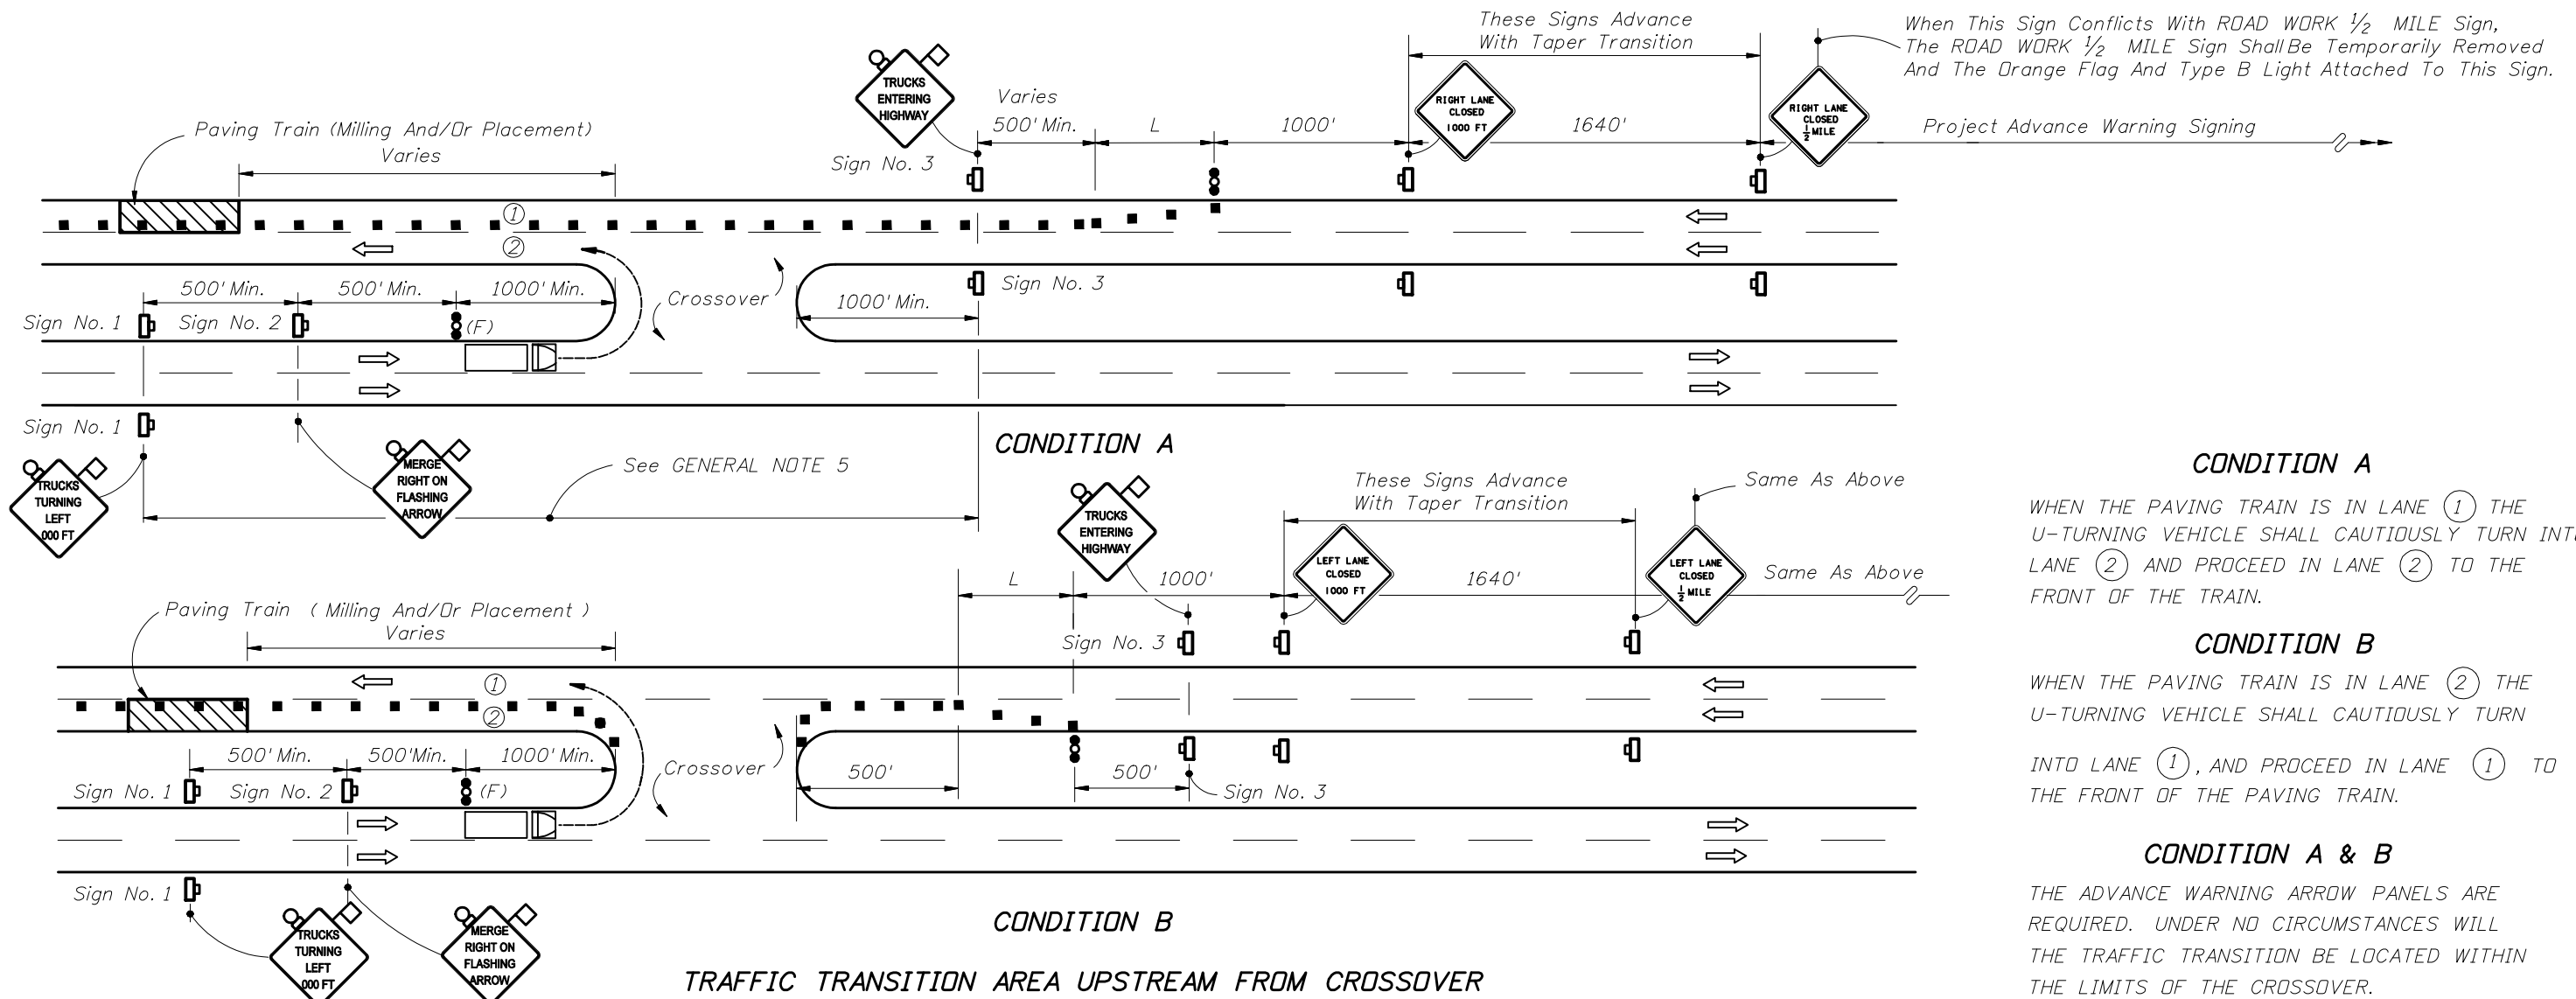 These Signs Advance
With Taper Transition
When This Sign Conflicts With ROAD WORK 1/2 MILE Sign,
The ROAD WORK 1/2 MILE Sign Shall Be Temporarily Removed
And The Orange Flag And Type B Light Attached To This Sign.
TRUCKS
ENTERING
HIGHWAY
Varies
500' Min.
L
1000'
RIGHT LANE
CLOSED
1000 FT
1640'
RIGHT LANE
CLOSED
1/2 MILE
Project Advance Warning Signing
Paving Train (Milling And/Or Placement)
Varies
Sign No. 3
1
2
500' Min.
500' Min.
1000' Min.
Crossover
1000' Min.
Sign No. 3
Sign No. 1
Sign No. 2
(F)
Sign No. 1
TRUCKS
TURNING
LEFT
000 FT
MERGE
RIGHT ON
FLASHING
ARROW
See GENERAL NOTE 5
CONDITION A
These Signs Advance
With Taper Transition
Same As Above
TRUCKS
ENTERING
HIGHWAY
L
1000'
LEFT LANE
CLOSED
1000 FT
1640'
LEFT LANE
CLOSED
1/2 MILE
Same As Above
Paving Train ( Milling And/Or Placement )
Varies
Sign No. 3
1
2
500' Min.
500'Min.
1000' Min.
Crossover
500'
500'
Sign No. 1
Sign No. 2
(F)
Sign No. 3
Sign No. 1
TRUCKS
TURNING
LEFT
000 FT
MERGE
RIGHT ON
FLASHING
ARROW
CONDITION B
TRAFFIC TRANSITION AREA UPSTREAM FROM CROSSOVER
CONDITION A
WHEN THE PAVING TRAIN IS IN LANE 1 THE
U-TURNING VEHICLE SHALL CAUTIOUSLY TURN INTO
LANE 2 AND PROCEED IN LANE 2 TO THE
FRONT OF THE TRAIN.
CONDITION B
WHEN THE PAVING TRAIN IS IN LANE 2 THE
U-TURNING VEHICLE SHALL CAUTIOUSLY TURN
INTO LANE 1, AND PROCEED IN LANE 1 TO
THE FRONT OF THE PAVING TRAIN.
CONDITION A & B
THE ADVANCE WARNING ARROW PANELS ARE
REQUIRED. UNDER NO CIRCUMSTANCES WILL
THE TRAFFIC TRANSITION BE LOCATED WITHIN
THE LIMITS OF THE CROSSOVER.